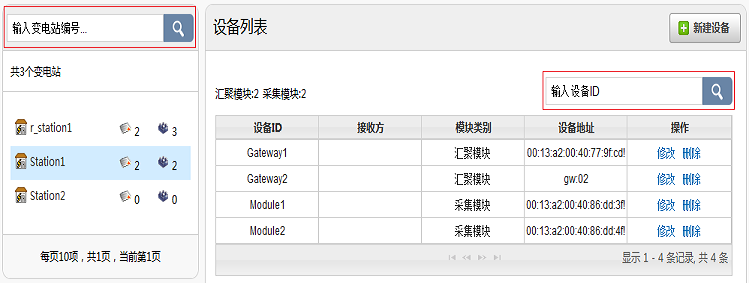 输入变电站编号...
共3个变电站
r_station1 2 3
Station1 2 2
Station2 0 0
每页10项，共1页，当前第1页
设备列表
新建设备
汇聚模块:2 采集模块:2
输入设备ID
设备ID 接收方 模块类别 设备地址 操作
Gateway1 汇聚模块 00:13:a2:00:40:77:9f:cd! 修改 删除
Gateway2 汇聚模块 gw:02 修改 删除
Module1 采集模块 00:13:a2:00:40:86:dd:3f! 修改 删除
Module2 采集模块 00:13:a2:00:40:86:dd:4f! 修改 删除
显示 1 - 4 条记录, 共 4 条